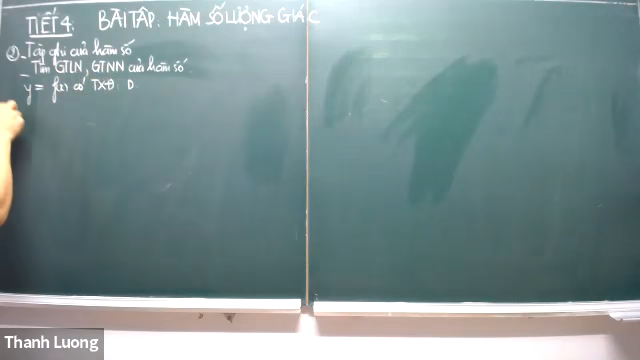 TIẾT 4: BÀI TẬP: HÀM SỐ LƯỢNG GIÁC
② - Tập giá trị của hàm số
- Tìm GTLN, GTNN của hàm số
y = f(x) có TXĐ: D
Thanh Luong